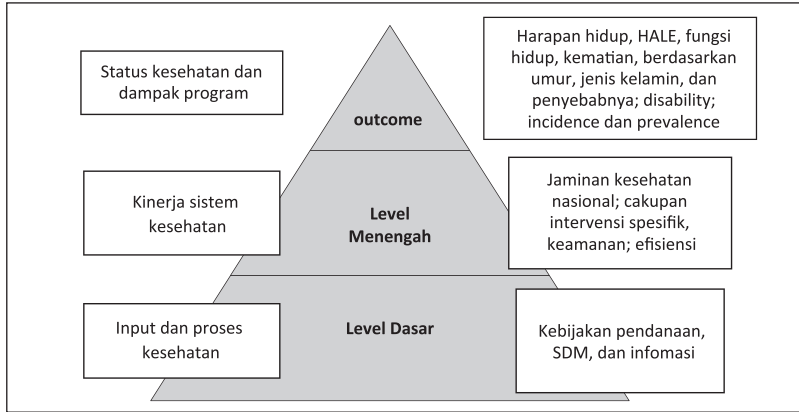 Status kesehatan dan
dampak program
outcome
Harapan hidup, HALE, fungsi
hidup, kematian, berdasarkan
umur, jenis kelamin, dan
penyebabnya; disability;
incidence dan prevalence
Kinerja sistem
kesehatan
Level
Menengah
Jaminan kesehatan
nasional; cakupan
intervensi spesifik,
keamanan; efisiensi
Input dan proses
kesehatan
Level Dasar
Kebijakan pendanaan,
SDM, dan infomasi